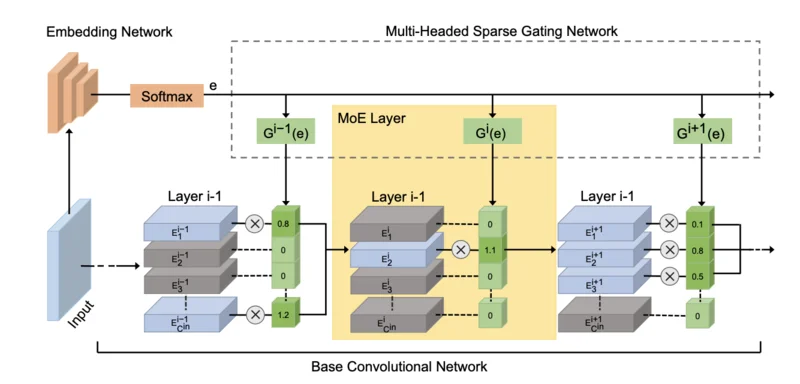 Embedding Network
Multi-Headed Sparse Gating Network
Softmax
e
MoE Layer
G^{i-1}(e)
G^{i}(e)
G^{i+1}(e)
Layer i-1
Layer i-1
Layer i-1
E_1^{i-1}
0.8
E_2^{i-1}
0
E_3^{i-1}
0
E_{C^{in}}^{i-1}
1.2
E_1^{i}
0
E_2^{i}
1.1
E_3^{i}
0
E_{C^{in}}^{i}
0
E_1^{i+1}
0.1
E_2^{i+1}
0.8
E_3^{i+1}
0.5
E_{C^{in}}^{i+1}
0
Input
Base Convolutional Network